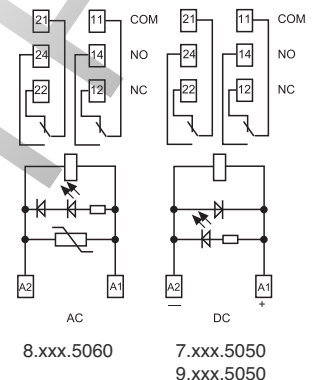 21 11 COM 21 11 COM
24 14 NO 24 14 NO
22 12 NC 22 12 NC
A2 A1 A2 A1
— +
AC DC
8.xxx.5060 7.xxx.5050
9.xxx.5050